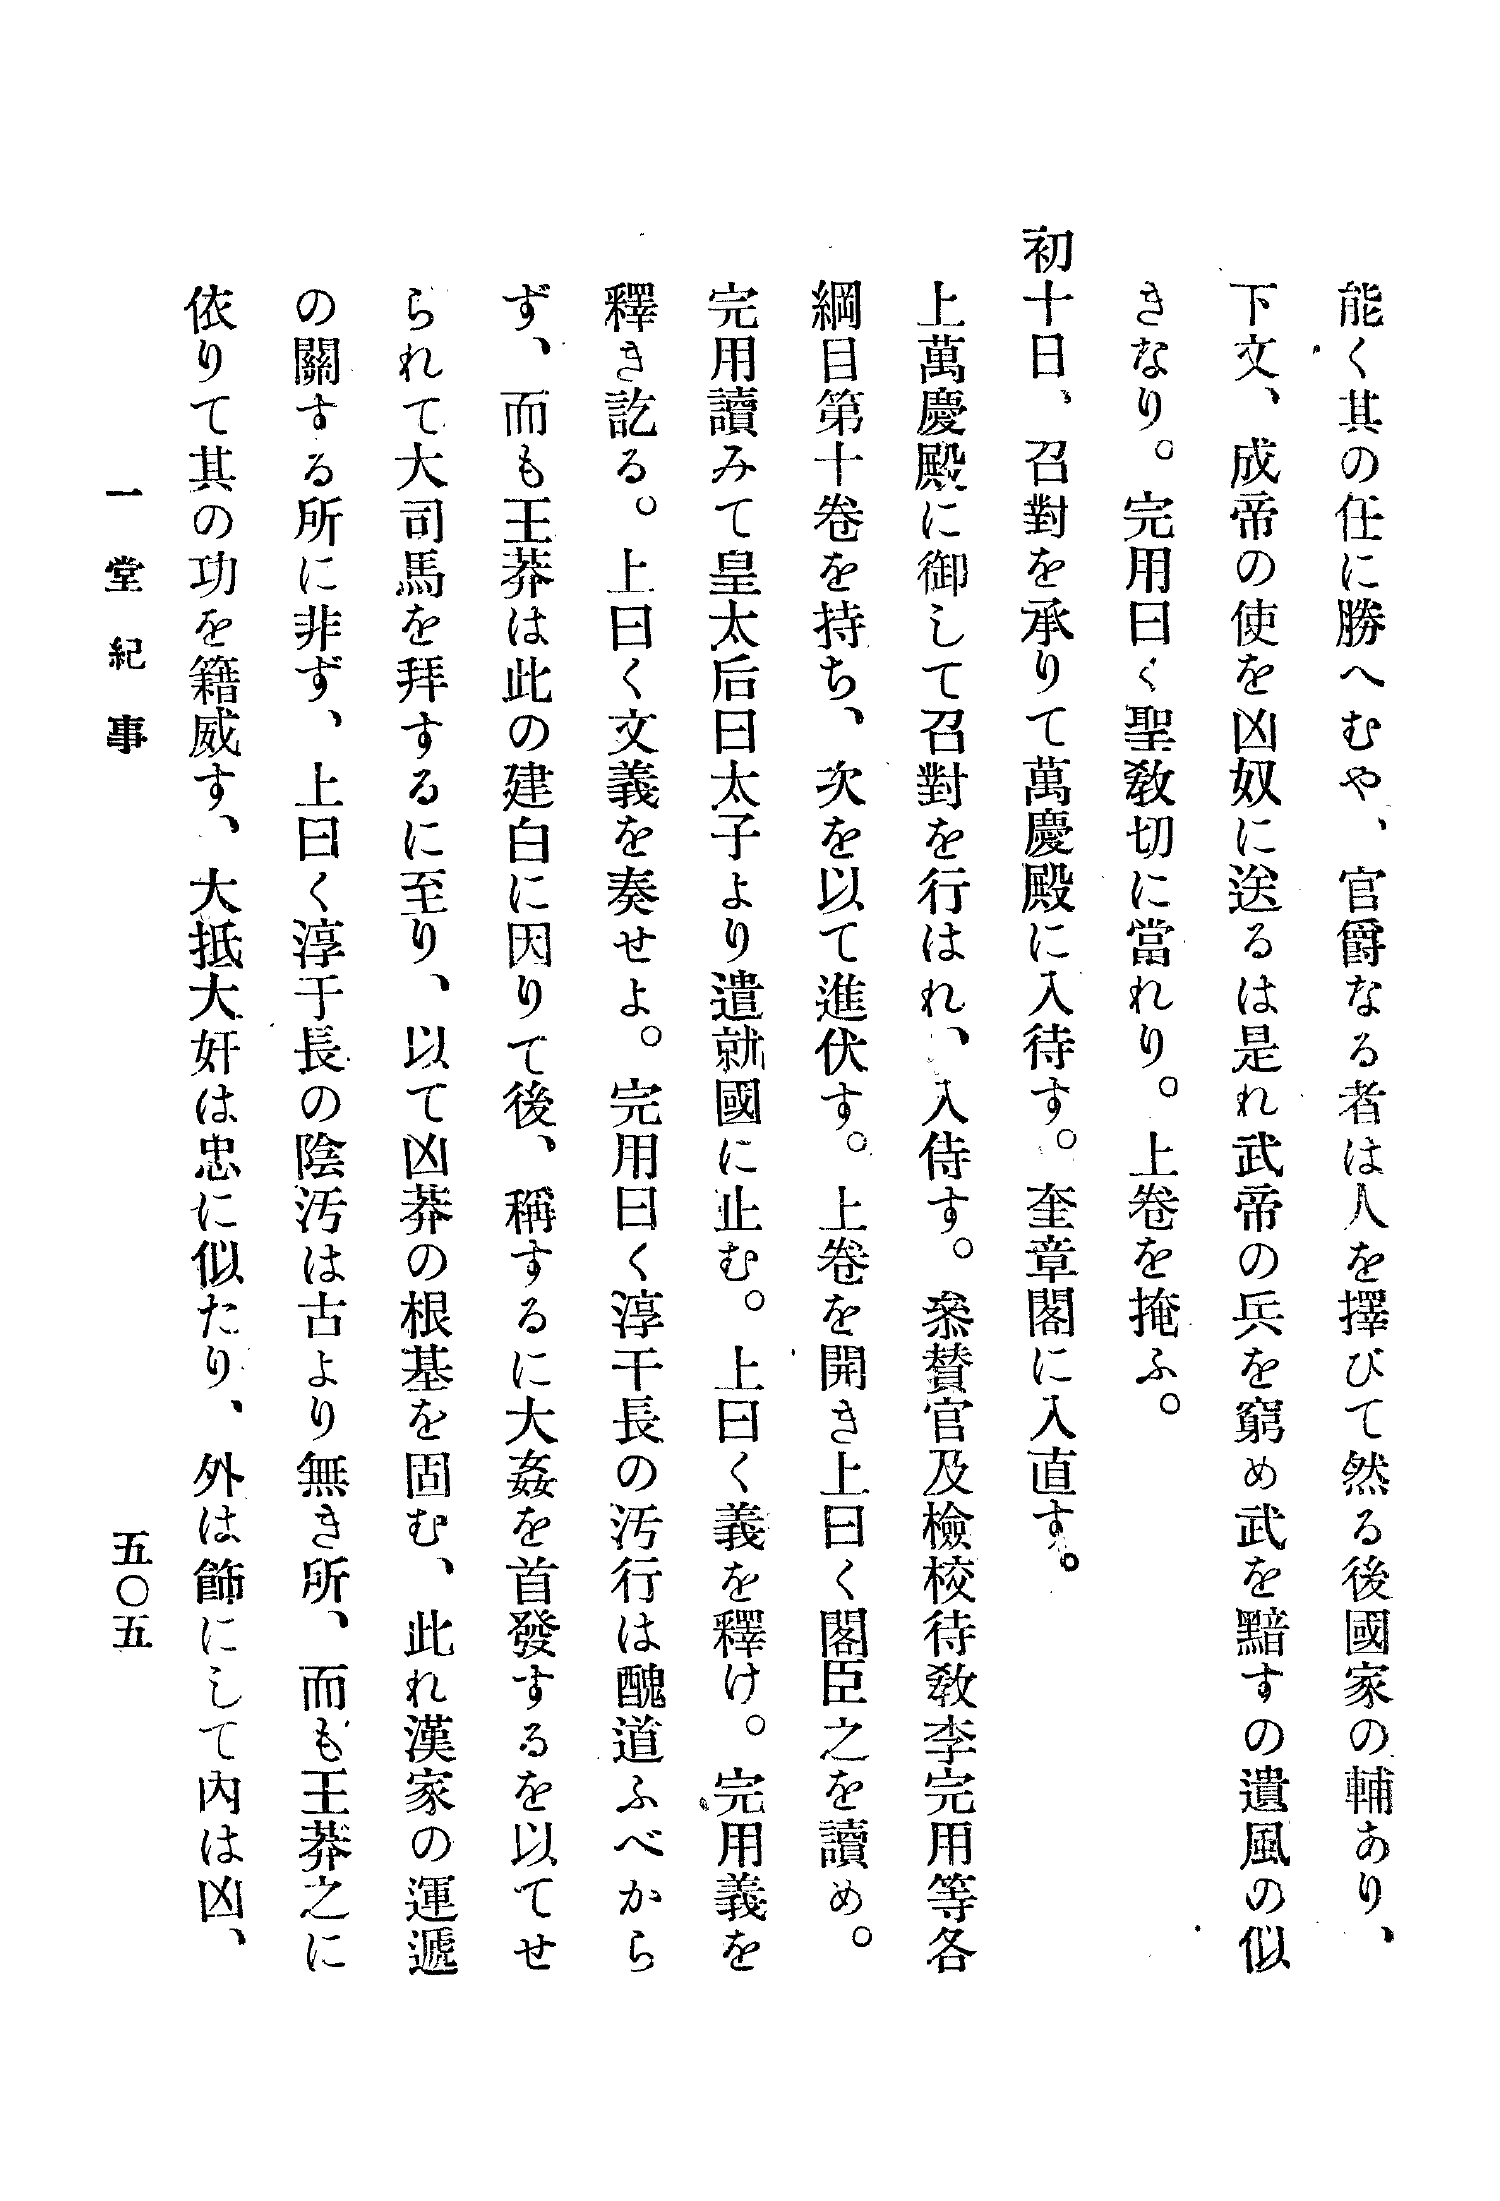 能く其の任に勝へむや、官爵なる者は人を擇びて然る後國家の輔あり、
下文、成帝の使を凶奴に送るは是れ武帝の兵を窮め武を黯すの遺風の似
きなり。完用曰く聖教切に當れり。上卷を掩ふ。
初十日、召對を承りて萬慶殿に入待す。奎章閣に入直す。
上萬慶殿に御して召對を行はれ、入侍す。叅贊官及檢校待教李完用等各
綱目第十卷を持ち、次を以て進伏す。上卷を開き上曰く閣臣之を讀め。
完用讀みて皇太后曰太子より遣就國に止む。上曰く義を釋け。完用義を
釋き訖る。上曰く文義を奏せよ。完用曰く淳干長の汚行は醜道ふべから
ず、而も王莽は此の建白に因りて後、稱するに大姦を首發するを以てせ
られて大司馬を拜するに至り、以て凶莽の根基を固む、此れ漢家の運遞
の關する所に非ず、上曰く淳于長の陰汚は古より無き所、而も王莽之に
依りて其の功を籍威す、大抵大奸は忠に似たり、外は飾にして內は凶、
一堂紀事
五〇五